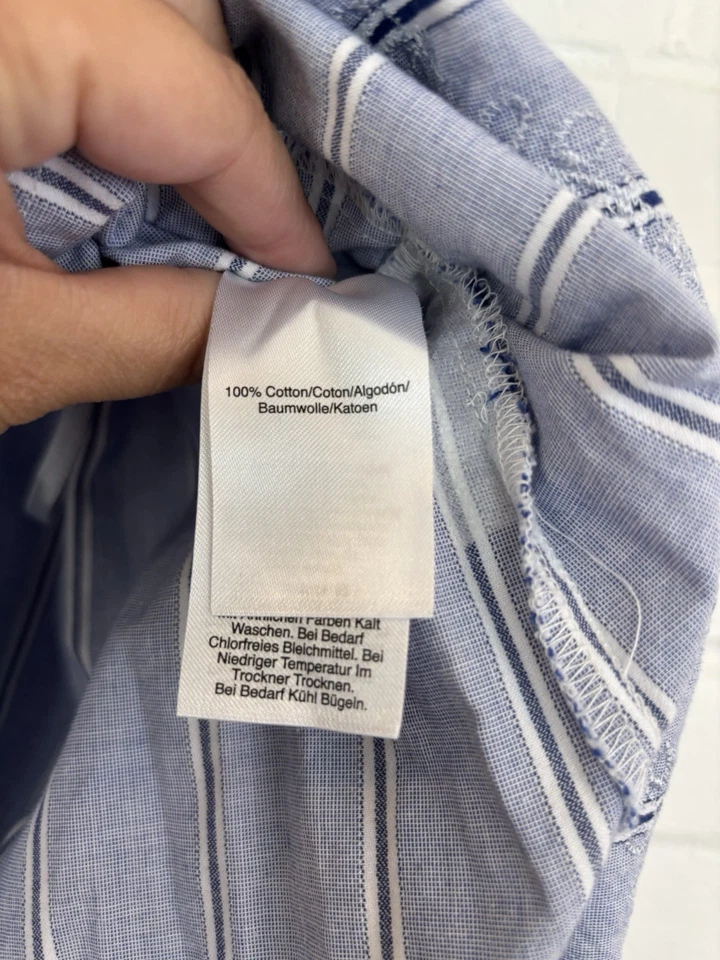 100% Cotton/Coton/Algodón/
Baumwolle/Katoen
Mit Ähnlichen Farben Kalt
Waschen. Bei Bedarf
Chlorfreies Bleichmittel. Bei
Niedriger Temperatur Im
Trockner Trocknen.
Bei Bedarf Kühl Bügeln.